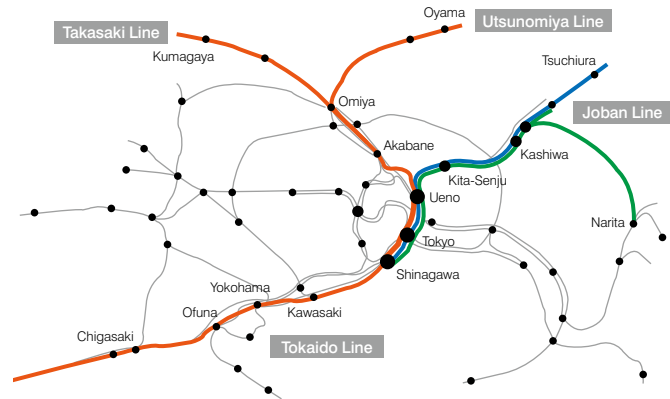 Oyama
Takasaki Line
Utsunomiya Line
Kumagaya
Tsuchiura
Omiya
Joban Line
Akabane
Kashiwa
Kita-Senju
Ueno
Narita
Tokyo
Shinagawa
Yokohama
Ofuna
Kawasaki
Chigasaki
Tokaido Line